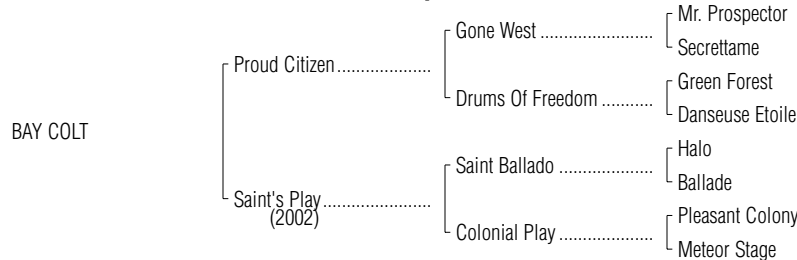 Mr. Prospector
Gone West ........................
Secrettame
Proud Citizen....................
Green Forest
Drums Of Freedom ...........
Danseuse Etoile
BAY COLT
Halo
Saint Ballado ....................
Ballade
Saint's Play.......................
(2002)
Pleasant Colony
Colonial Play ....................
Meteor Stage